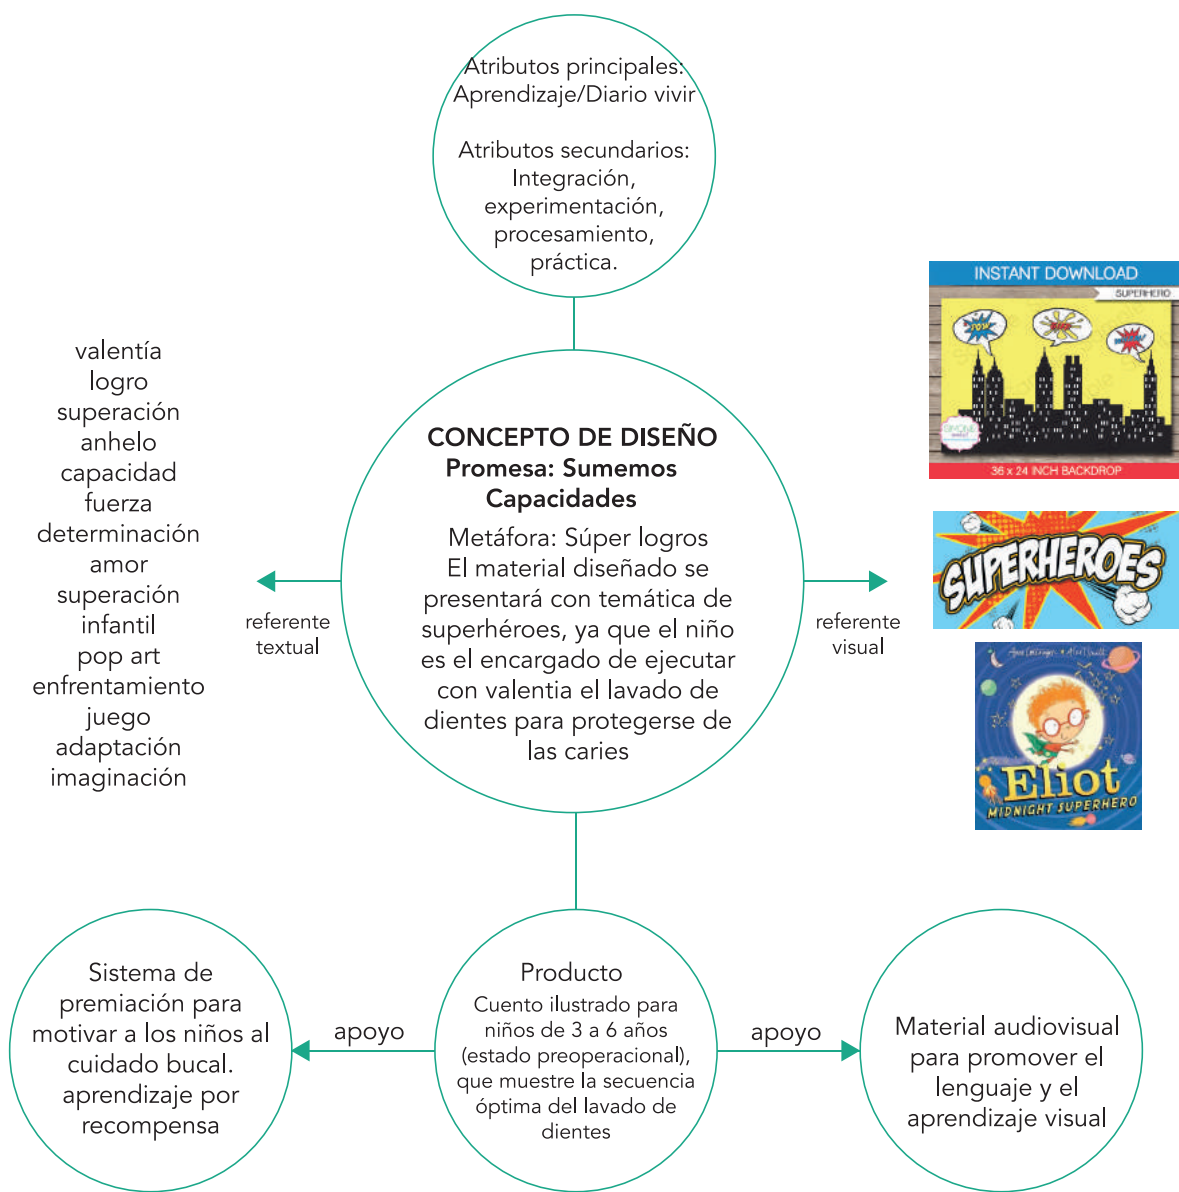 Atributos principales:
Aprendizaje/Diario vivir
Atributos secundarios:
Integración,
experimentación,
procesamiento,
práctica.
valentía
logro
superación
anhelo
capacidad
fuerza
determinación
amor
superación
infantil
pop art
enfrentamiento
juego
adaptación
imaginación
referente
textual
CONCEPTO DE DISEÑO
Promesa: Sumemos
Capacidades
Metáfora: Súper logros
El material diseñado se
presentará con temática de
superhéroes, ya que el niño
es el encargado de ejecutar
con valentia el lavado de
dientes para protegerse de
las caries
referente
visual
INSTANT DOWNLOAD
SUPERHERO
POW
36 x 24 INCH BACKDROP
SUPERHEROES
Eliot
MIDNIGHT SUPERHERO
Sistema de
premiación para
motivar a los niños al
cuidado bucal.
aprendizaje por
recompensa
apoyo
Producto
Cuento ilustrado para
niños de 3 a 6 años
(estado preoperacional),
que muestre la secuencia
óptima del lavado de
dientes
apoyo
Material audiovisual
para promover el
lenguaje y el
aprendizaje visual